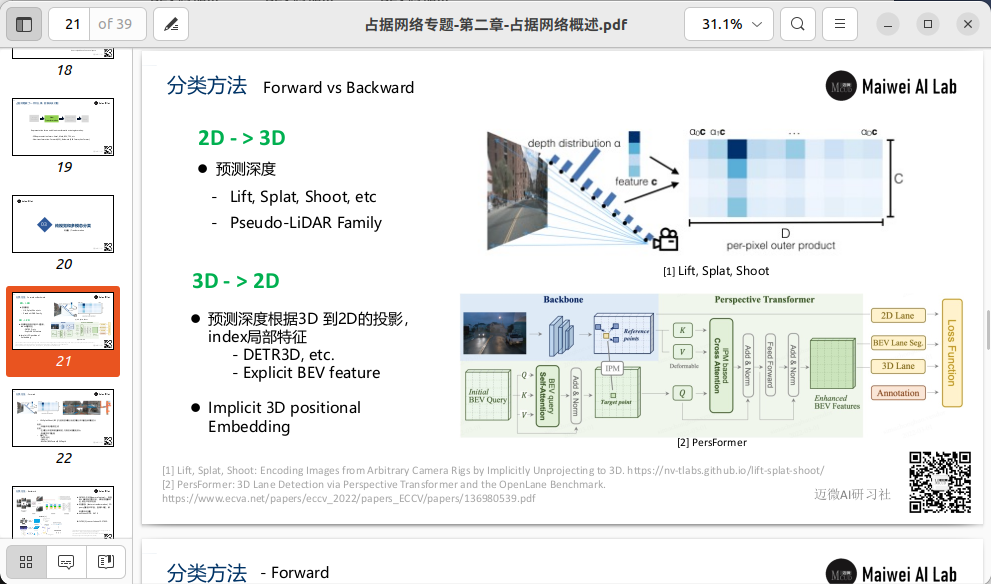 21
of 39
占据网络专题-第二章-占据网络概述.pdf
31.1%
18
19
20
21
22
分类方法 Forward vs Backward
Maiwei AI Lab
2D - > 3D
● 预测深度
- Lift, Splat, Shoot, etc
- Pseudo-LiDAR Family
3D - > 2D
● 预测深度根据3D 到2D的投影，
index局部特征
- DETR3D, etc.
- Explicit BEV feature
● Implicit 3D positional
Embedding
depth distribution α
feature c
α₀c α₁c ... αDc
C
D
per-pixel outer product
[1] Lift, Splat, Shoot
Backbone
Perspective Transformer
Reference
points
IPM
Target point
Initial
BEV Query
Q
K
V
BEV query
Self-Attention
Add & Norm
K
V
Deformable
Q
IPM based
Cross Attention
Add & Norm
Feed Forward
Add & Norm
Enhanced
BEV Features
2D Lane
BEV Lane Seg.
3D Lane
Annotation
Loss Function
[2] PersFormer
[1] Lift, Splat, Shoot: Encoding Images from Arbitrary Camera Rigs by Implicitly Unprojecting to 3D. https://nv-tlabs.github.io/lift-splat-shoot/
[2] PersFormer: 3D Lane Detection via Perspective Transformer and the OpenLane Benchmark.
https://www.ecva.net/papers/eccv_2022/papers_ECCV/papers/136980539.pdf
迈微AI研习社
分类方法 - Forward
Maiwei AI Lab